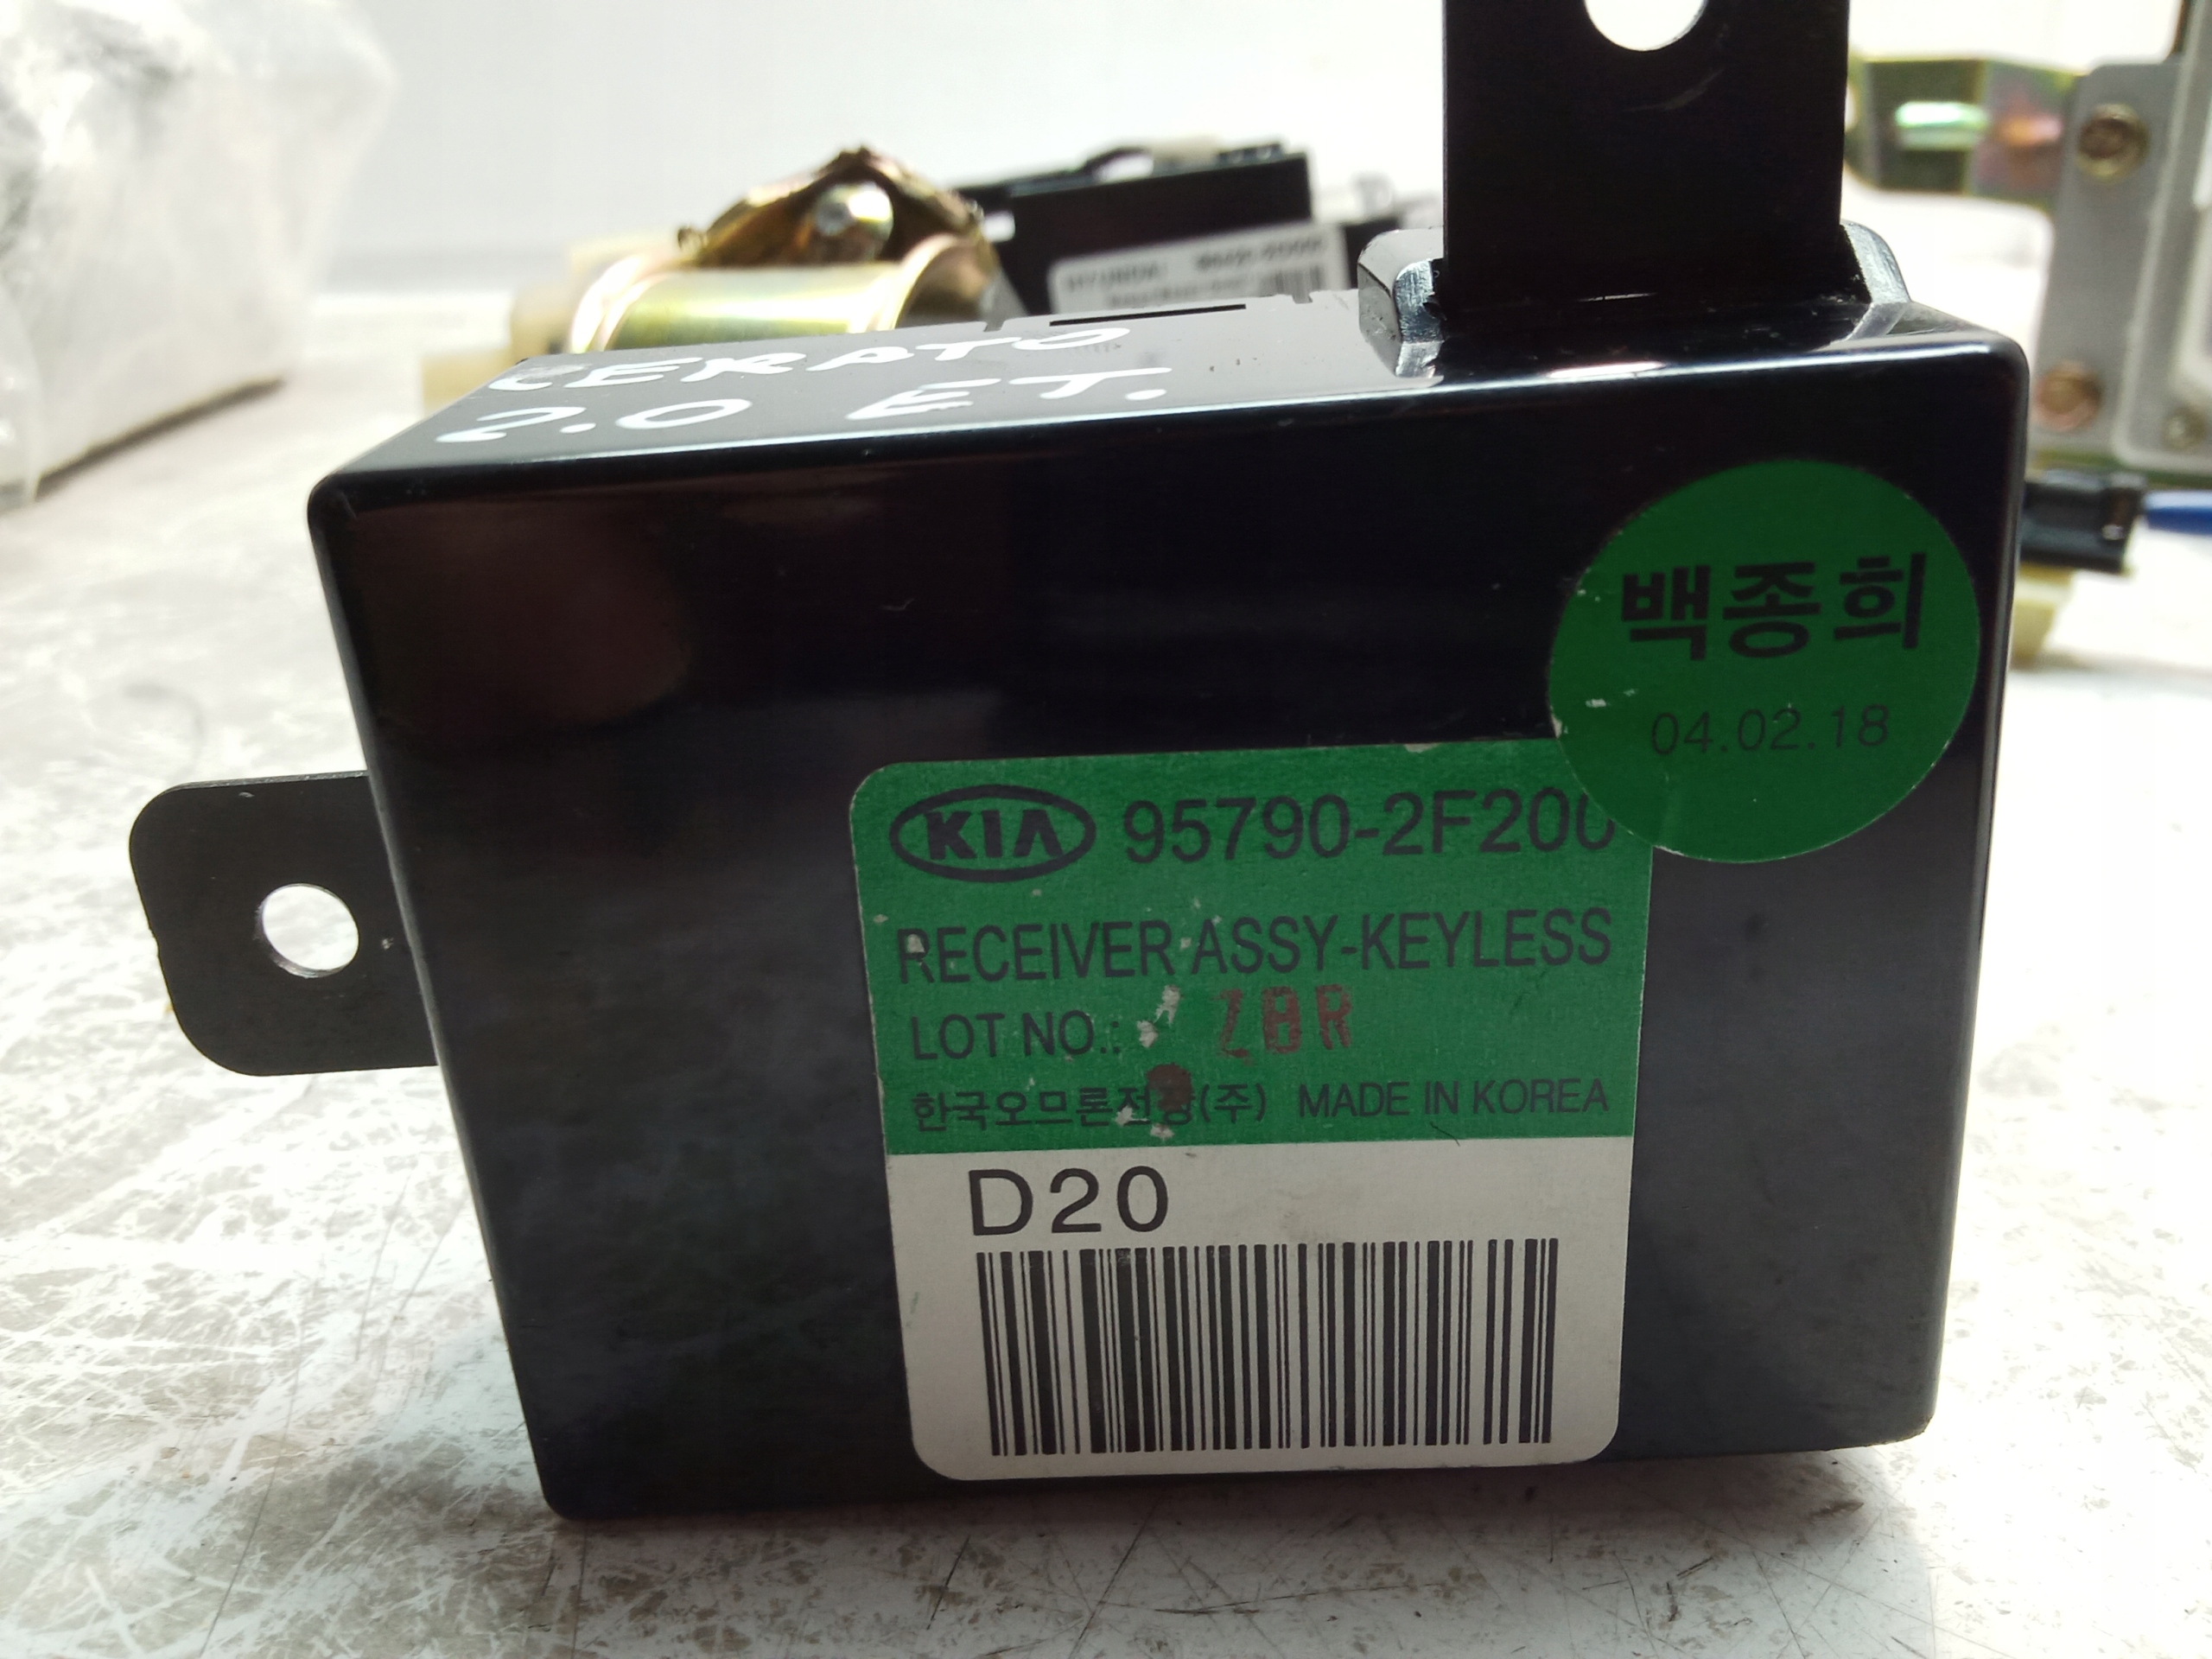 CERATO
2.0 ET.
백종희
04.02.18
KIA 95790-2F200
RECEIVER ASSY-KEYLESS
LOT NO.: ZBR
한국오므론전장(주) MADE IN KOREA
D20
HYUNDAI